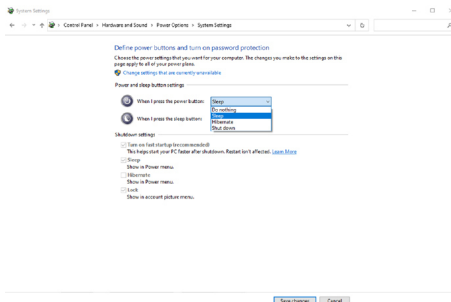 System Settings
Control Panel > Hardware and Sound > Power Options > System Settings
Define power buttons and turn on password protection
Choose the power settings that you want for your computer. The changes you make to the settings on this
page apply to all of your power plans.
Change settings that are currently unavailable
Power and sleep button settings
When I press the power button: Sleep
Do nothing
Sleep
Hibernate
Shut down
When I press the sleep button:
Shutdown settings
Turn on fast startup (recommended)
This helps start your PC faster after shutdown. Restart isn't affected. Learn More
Sleep
Show in Power menu.
Hibernate
Show in Power menu.
Lock
Show in account picture menu.
Save changes Cancel